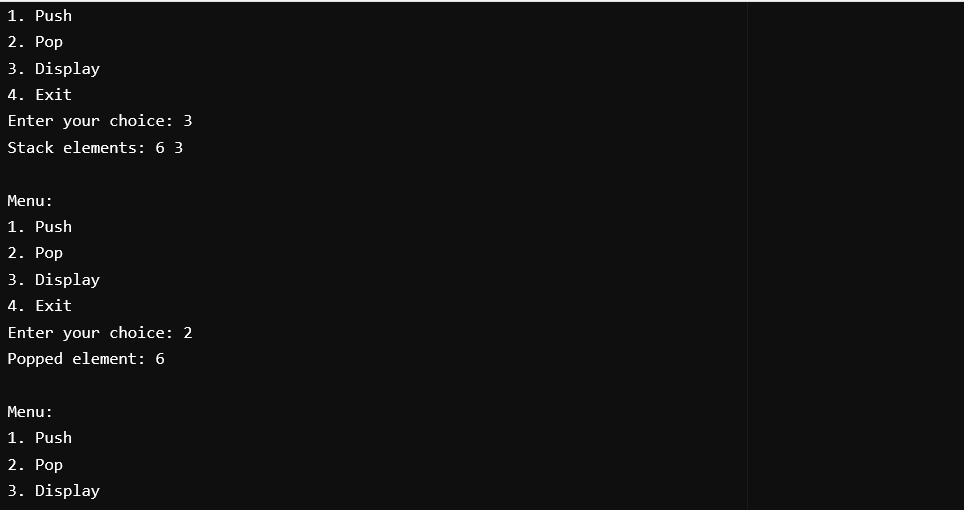 1. Push
2. Pop
3. Display
4. Exit
Enter your choice: 3
Stack elements: 6 3
Menu:
1. Push
2. Pop
3. Display
4. Exit
Enter your choice: 2
Popped element: 6
Menu:
1. Push
2. Pop
3. Display